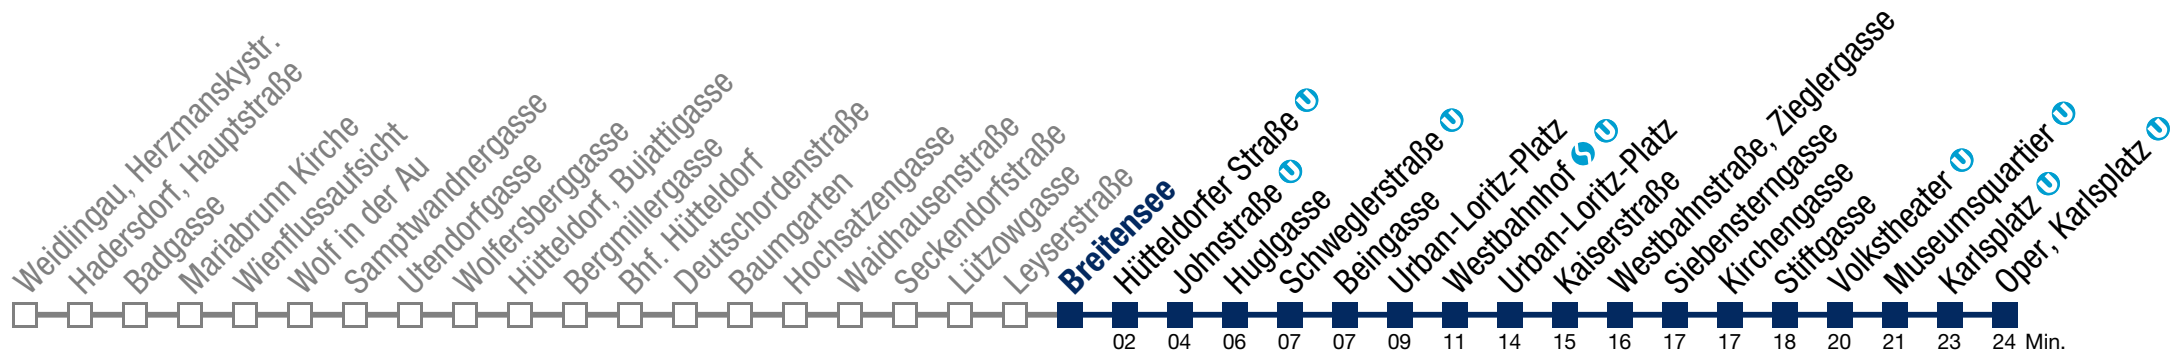 Weidlingau, Herzmanskystr.
Hadersdorf, Hauptstraße
Badgasse
Mariabrunn Kirche
Wienflussaufsicht
Wolf in der Au
Samptwandnergasse
Utendorfgasse
Wolfersberggasse
Hütteldorf, Bujattigasse
Bergmillergasse
Bhf. Hütteldorf
Deutschordenstraße
Baumgarten
Hochsatzengasse
Waidhausenstraße
Seckendorfstraße
Lützowgasse
Leyserstraße
Breitensee
Hütteldorfer Straße U
Johnstraße U
Huglgasse
Schweglerstraße U
Beingasse
Urban-Loritz-Platz
Westbahnhof S U
Urban-Loritz-Platz
Kaiserstraße
Westbahnstraße, Zieglergasse
Siebensterngasse
Kirchengasse
Stiftgasse
Volkstheater U
Museumsquartier U
Karlsplatz U
Oper, Karlsplatz U
02 04 06 07 07 09 11 14 15 16 17 17 18 20 21 23 24 Min.